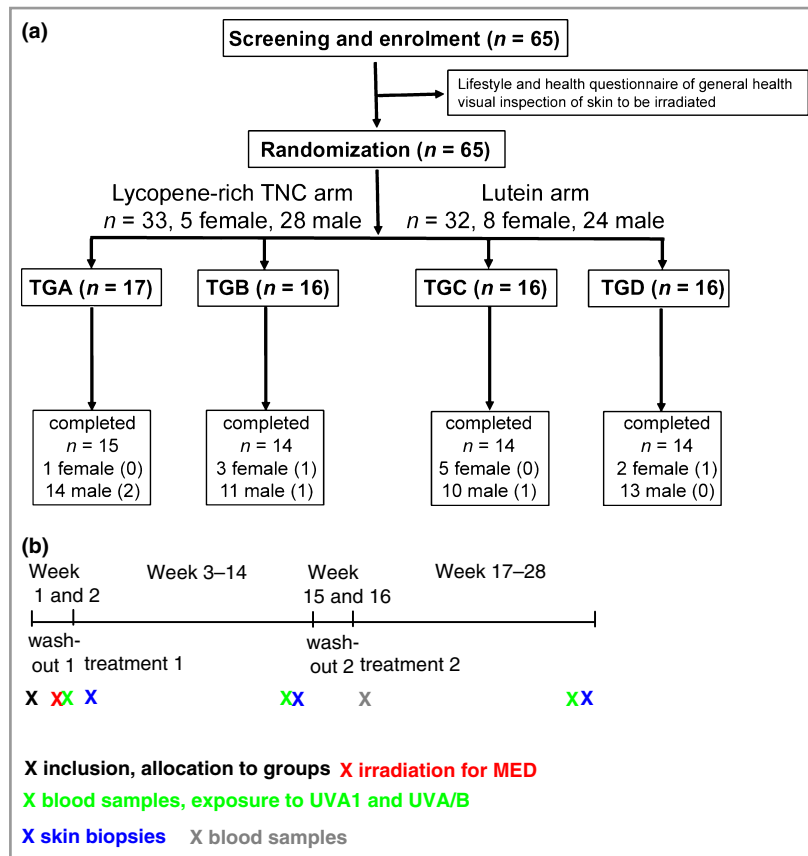 (a)
Screening and enrolment (n = 65)
Lifestyle and health questionnaire of general health
visual inspection of skin to be irradiated
Randomization (n = 65)
Lycopene-rich TNC arm
n = 33, 5 female, 28 male
Lutein arm
n = 32, 8 female, 24 male
TGA (n = 17)
TGB (n = 16)
TGC (n = 16)
TGD (n = 16)
completed
n = 15
1 female (0)
14 male (2)
completed
n = 14
3 female (1)
11 male (1)
completed
n = 14
5 female (0)
10 male (1)
completed
n = 14
2 female (1)
13 male (0)
(b)
Week
1 and 2
Week 3–14
Week
15 and 16
Week 17–28
wash-
out 1
treatment 1
wash-
out 2
treatment 2
X XX X XX X XX
X inclusion, allocation to groups X irradiation for MED
X blood samples, exposure to UVA1 and UVA/B
X skin biopsies X blood samples